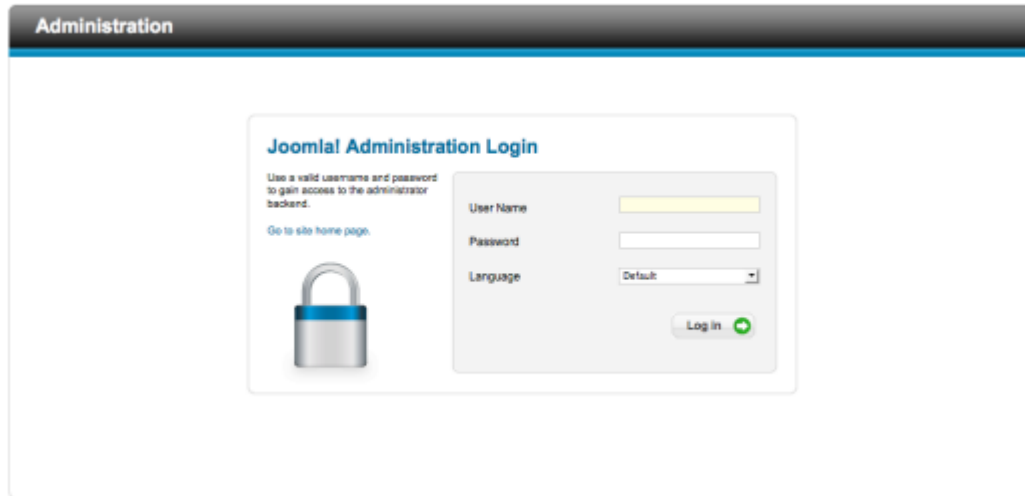 Administration
Joomla! Administration Login
Use a valid username and password
to gain access to the administrator
backend.
Go to site home page.
User Name
Password
Language
Default
Log in